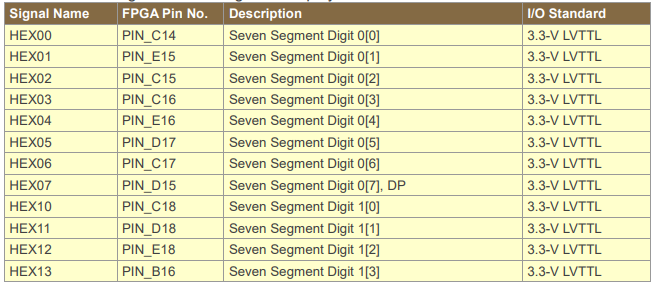 Signal Name FPGA Pin No. Description I/O Standard
HEX00 PIN_C14 Seven Segment Digit 0[0] 3.3-V LVTTL
HEX01 PIN_E15 Seven Segment Digit 0[1] 3.3-V LVTTL
HEX02 PIN_C15 Seven Segment Digit 0[2] 3.3-V LVTTL
HEX03 PIN_C16 Seven Segment Digit 0[3] 3.3-V LVTTL
HEX04 PIN_E16 Seven Segment Digit 0[4] 3.3-V LVTTL
HEX05 PIN_D17 Seven Segment Digit 0[5] 3.3-V LVTTL
HEX06 PIN_C17 Seven Segment Digit 0[6] 3.3-V LVTTL
HEX07 PIN_D15 Seven Segment Digit 0[7], DP 3.3-V LVTTL
HEX10 PIN_C18 Seven Segment Digit 1[0] 3.3-V LVTTL
HEX11 PIN_D18 Seven Segment Digit 1[1] 3.3-V LVTTL
HEX12 PIN_E18 Seven Segment Digit 1[2] 3.3-V LVTTL
HEX13 PIN_B16 Seven Segment Digit 1[3] 3.3-V LVTTL